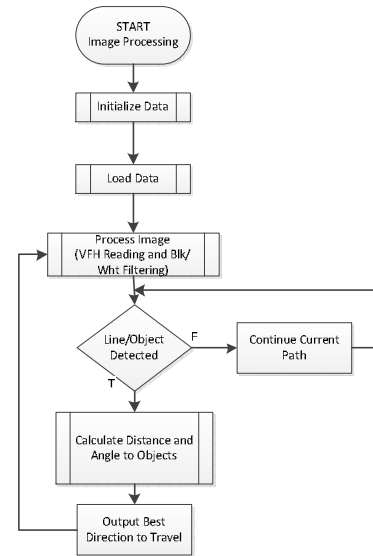 START
Image Processing
Initialize Data
Load Data
Process Image
(VFH Reading and Blk/
Wht Filtering)
Line/Object
Detected
F
Continue Current
Path
T
Calculate Distance and
Angle to Objects
Output Best
Direction to Travel